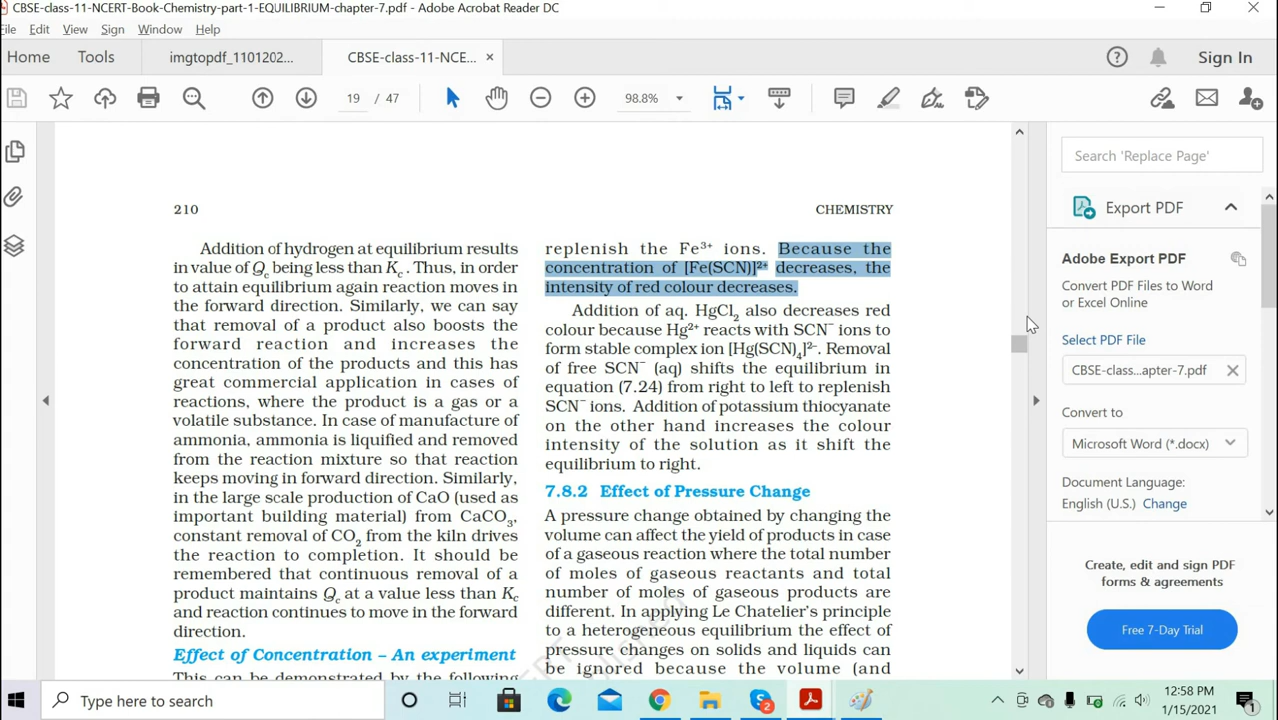 CBSE-class-11-NCERT-Book-Chemistry-part-1-EQUILIBRIUM-chapter-7.pdf - Adobe Acrobat Reader DC
File Edit View Sign Window Help
Home Tools imgtopdf_1101202... CBSE-class-11-NCE... ×
Sign In
19 / 47
98.8%
210
CHEMISTRY
Addition of hydrogen at equilibrium results
in value of Qc being less than Kc . Thus, in order
to attain equilibrium again reaction moves in
the forward direction. Similarly, we can say
that removal of a product also boosts the
forward reaction and increases the
concentration of the products and this has
great commercial application in cases of
reactions, where the product is a gas or a
volatile substance. In case of manufacture of
ammonia, ammonia is liquified and removed
from the reaction mixture so that reaction
keeps moving in forward direction. Similarly,
in the large scale production of CaO (used as
important building material) from CaCO₃,
constant removal of CO₂ from the kiln drives
the reaction to completion. It should be
remembered that continuous removal of a
product maintains Qc at a value less than Kc
and reaction continues to move in the forward
direction.
Effect of Concentration – An experiment
This can be demonstrated by the following
replenish the Fe³⁺ ions. Because the
concentration of [Fe(SCN)]²⁺ decreases, the
intensity of red colour decreases.
Addition of aq. HgCl₂ also decreases red
colour because Hg²⁺ reacts with SCN⁻ ions to
form stable complex ion [Hg(SCN)₄]²⁻. Removal
of free SCN⁻ (aq) shifts the equilibrium in
equation (7.24) from right to left to replenish
SCN⁻ ions. Addition of potassium thiocyanate
on the other hand increases the colour
intensity of the solution as it shift the
equilibrium to right.
7.8.2 Effect of Pressure Change
A pressure change obtained by changing the
volume can affect the yield of products in case
of a gaseous reaction where the total number
of moles of gaseous reactants and total
number of moles of gaseous products are
different. In applying Le Chatelier's principle
to a heterogeneous equilibrium the effect of
pressure changes on solids and liquids can
be ignored because the volume (and
Search 'Replace Page'
Export PDF
Adobe Export PDF
Convert PDF Files to Word
or Excel Online
Select PDF File
CBSE-class...apter-7.pdf
Convert to
Microsoft Word (*.docx)
Document Language:
English (U.S.) Change
Create, edit and sign PDF
forms & agreements
Free 7-Day Trial
Type here to search
2
12:58 PM
1/15/2021
1